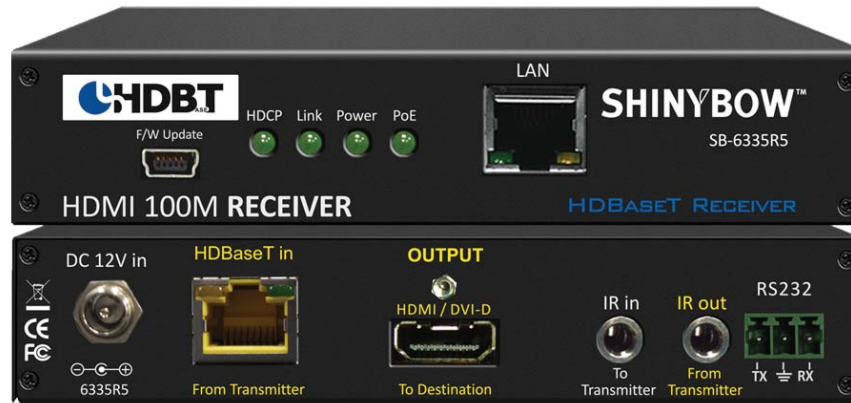 HDBT
BASE
LAN
SHINYBOW™
HDCP Link Power PoE
F/W Update
SB-6335R5
HDMI 100M RECEIVER
HDBASET RECEIVER
DC 12V in
HDBaseT in
OUTPUT
HDMI / DVI-D
IR in
IR out
RS232
CE
FC
To
Transmitter
From
Transmitter
TX RX
6335R5
From Transmitter
To Destination